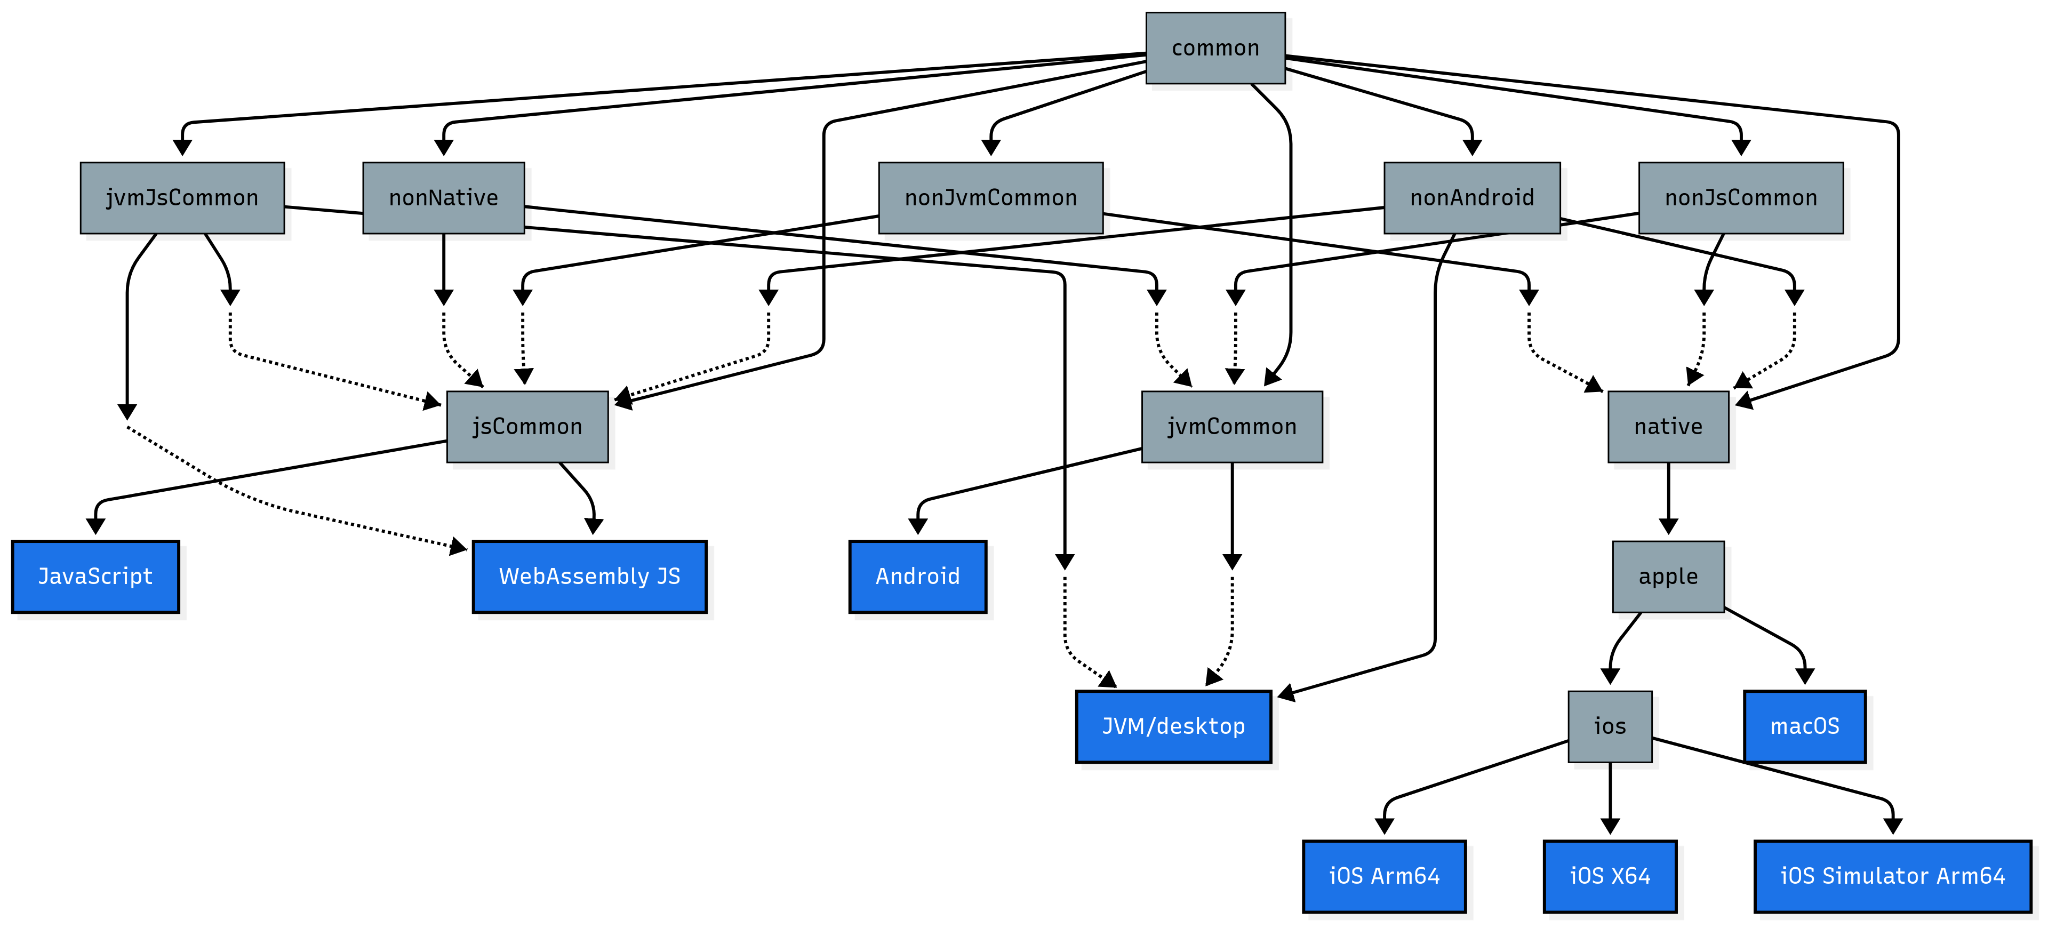 common
jvmJsCommon
nonNative
nonJvmCommon
nonAndroid
nonJsCommon
jsCommon
jvmCommon
native
JavaScript
WebAssembly JS
Android
apple
JVM/desktop
ios
macOS
iOS Arm64
iOS X64
iOS Simulator Arm64